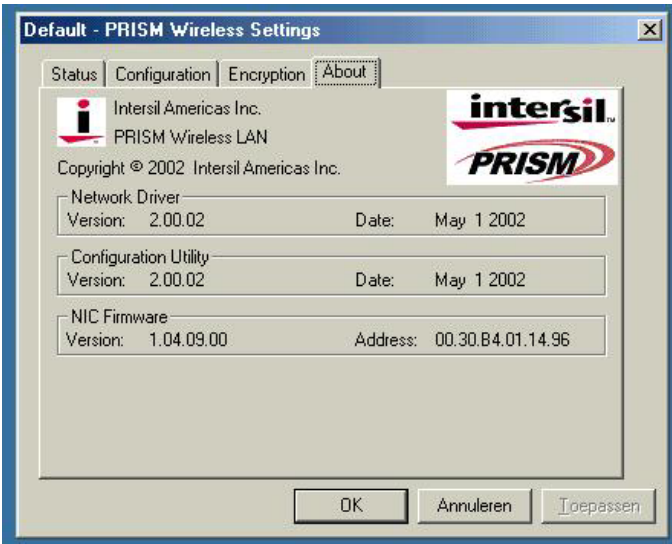 Default - PRISM Wireless Settings
Status Configuration Encryption About
Intersil Americas Inc.
PRISM Wireless LAN
Copyright © 2002 Intersil Americas Inc.
intersil™
PRISM
Network Driver
Version: 2.00.02 Date: May 1 2002
Configuration Utility
Version: 2.00.02 Date: May 1 2002
NIC Firmware
Version: 1.04.09.00 Address: 00.30.B4.01.14.96
OK Annuleren Toepassen